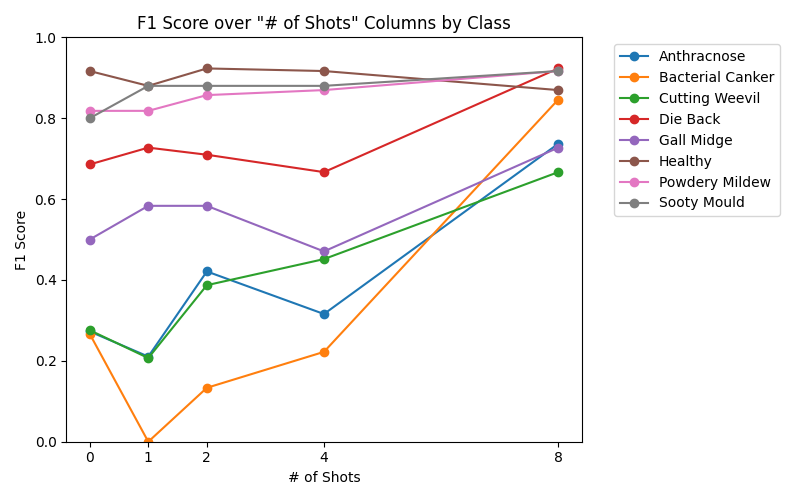 F1 Score over "# of Shots" Columns by Class
F1 Score
1.0
0.8
0.6
0.4
0.2
0.0
0 1 2 4 8
# of Shots
Anthracnose
Bacterial Canker
Cutting Weevil
Die Back
Gall Midge
Healthy
Powdery Mildew
Sooty Mould